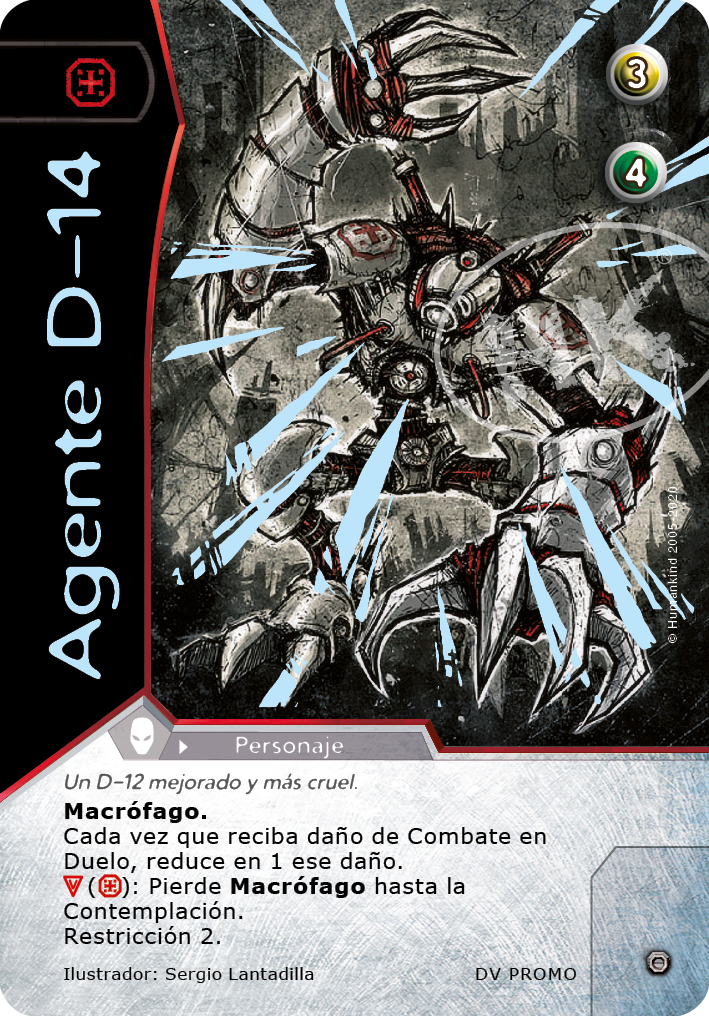 Agente D-14
3
4
HK
© Humankind 2005-2020
Personaje
Un D-12 mejorado y más cruel.
Macrófago.
Cada vez que reciba daño de Combate en
Duelo, reduce en 1 ese daño.
(): Pierde Macrófago hasta la
Contemplación.
Restricción 2.
Ilustrador: Sergio Lantadilla
DV PROMO